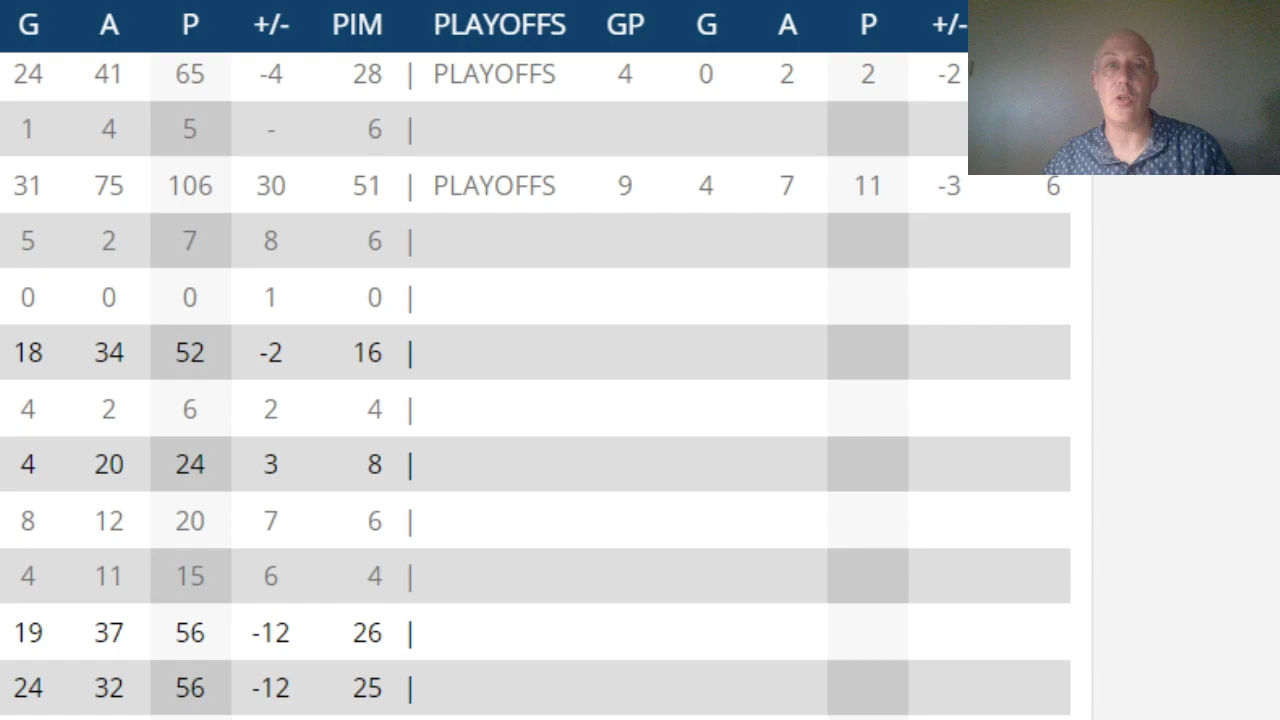 G A P +/- PIM PLAYOFFS GP G A P +/-
24 41 65 -4 28 | PLAYOFFS 4 0 2 2 -2
1 4 5 - 6 |
31 75 106 30 51 | PLAYOFFS 9 4 7 11 -3 6
5 2 7 8 6 |
0 0 0 1 0 |
18 34 52 -2 16 |
4 2 6 2 4 |
4 20 24 3 8 |
8 12 20 7 6 |
4 11 15 6 4 |
19 37 56 -12 26 |
24 32 56 -12 25 |